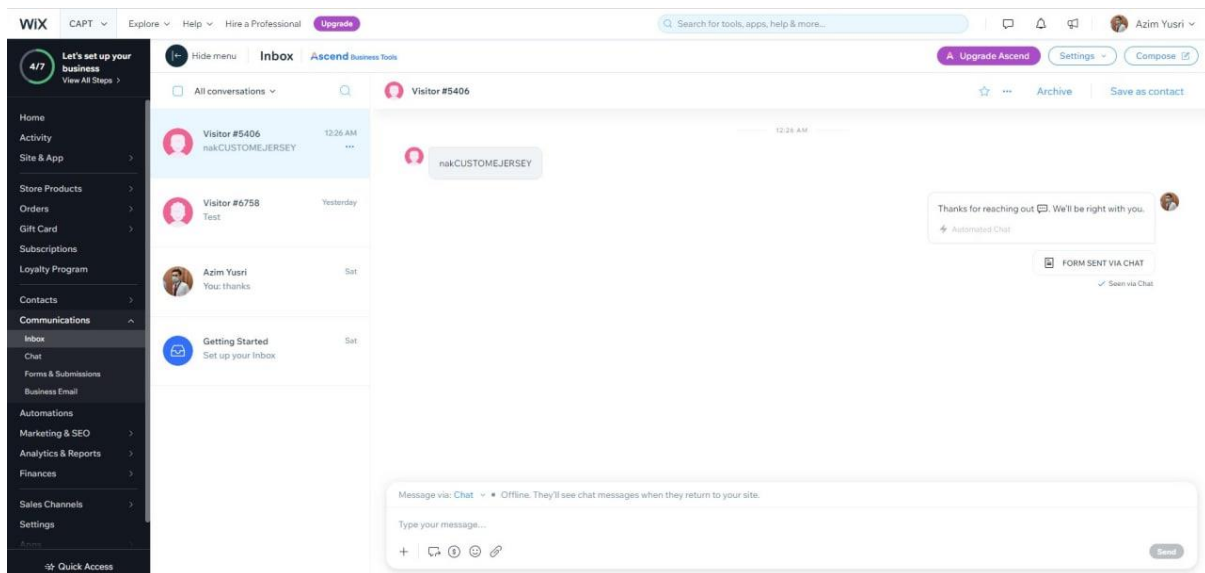 WiX CAPT Explore Help Hire a Professional Upgrade Search for tools, apps, help & more... Azim Yusri
4/7 Let's set up your business
View All Steps >
Hide menu Inbox Ascend Business Tools A Upgrade Ascend Settings Compose
All conversations
Visitor #5406 Archive Save as contact
Home
Activity
Site & App
Store Products
Orders
Gift Card
Subscriptions
Loyalty Program
Contacts
Communications
Inbox
Chat
Forms & Submissions
Business Email
Automations
Marketing & SEO
Analytics & Reports
Finances
Sales Channels
Settings
Apps
Quick Access
Visitor #5406 12:26 AM
nakCUSTOMEJERSEY
Visitor #6758 Yesterday
Test
Azim Yusri Sat
You: thanks
Getting Started Sat
Set up your Inbox
12:26 AM
nakCUSTOMEJERSEY
Thanks for reaching out 💬. We'll be right with you.
Automated Chat
FORM SENT VIA CHAT
✓ Seen via Chat
Message via: Chat • Offline. They'll see chat messages when they return to your site.
Type your message...
Send